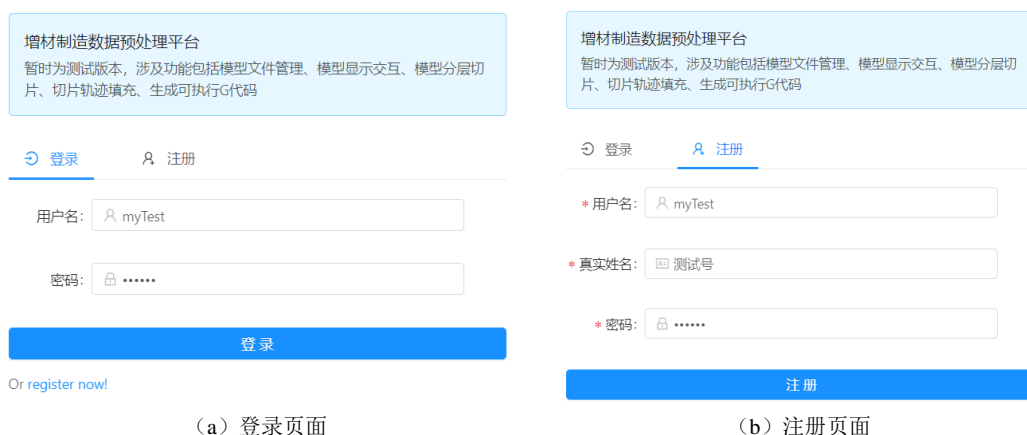 增材制造数据预处理平台
暂时为测试版本，涉及功能包括模型文件管理、模型显示交互、模型分层切
片、切片轨迹填充、生成可执行G代码
登录
注册
用户名：
myTest
密码：
••••••
登 录
Or register now!
（a）登录页面
增材制造数据预处理平台
暂时为测试版本，涉及功能包括模型文件管理、模型显示交互、模型分层切
片、切片轨迹填充、生成可执行G代码
登录
注册
* 用户名：
myTest
* 真实姓名：
测试号
* 密码：
••••••
注 册
（b）注册页面